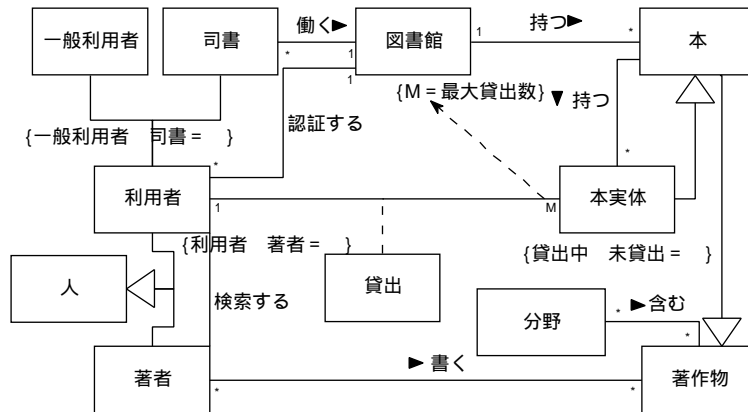 一般利用者
司書
働く
*
1
図書館
1
持つ
*
本
1
{M=最大貸出数}
持つ
{一般利用者　司書=　}
認証する
*
*
利用者
1
M
本実体
{利用者　著者=　}
{貸出中　未貸出=　}
人
検索する
貸出
分野
*
含む
*
著者
書く
*
*
著作物